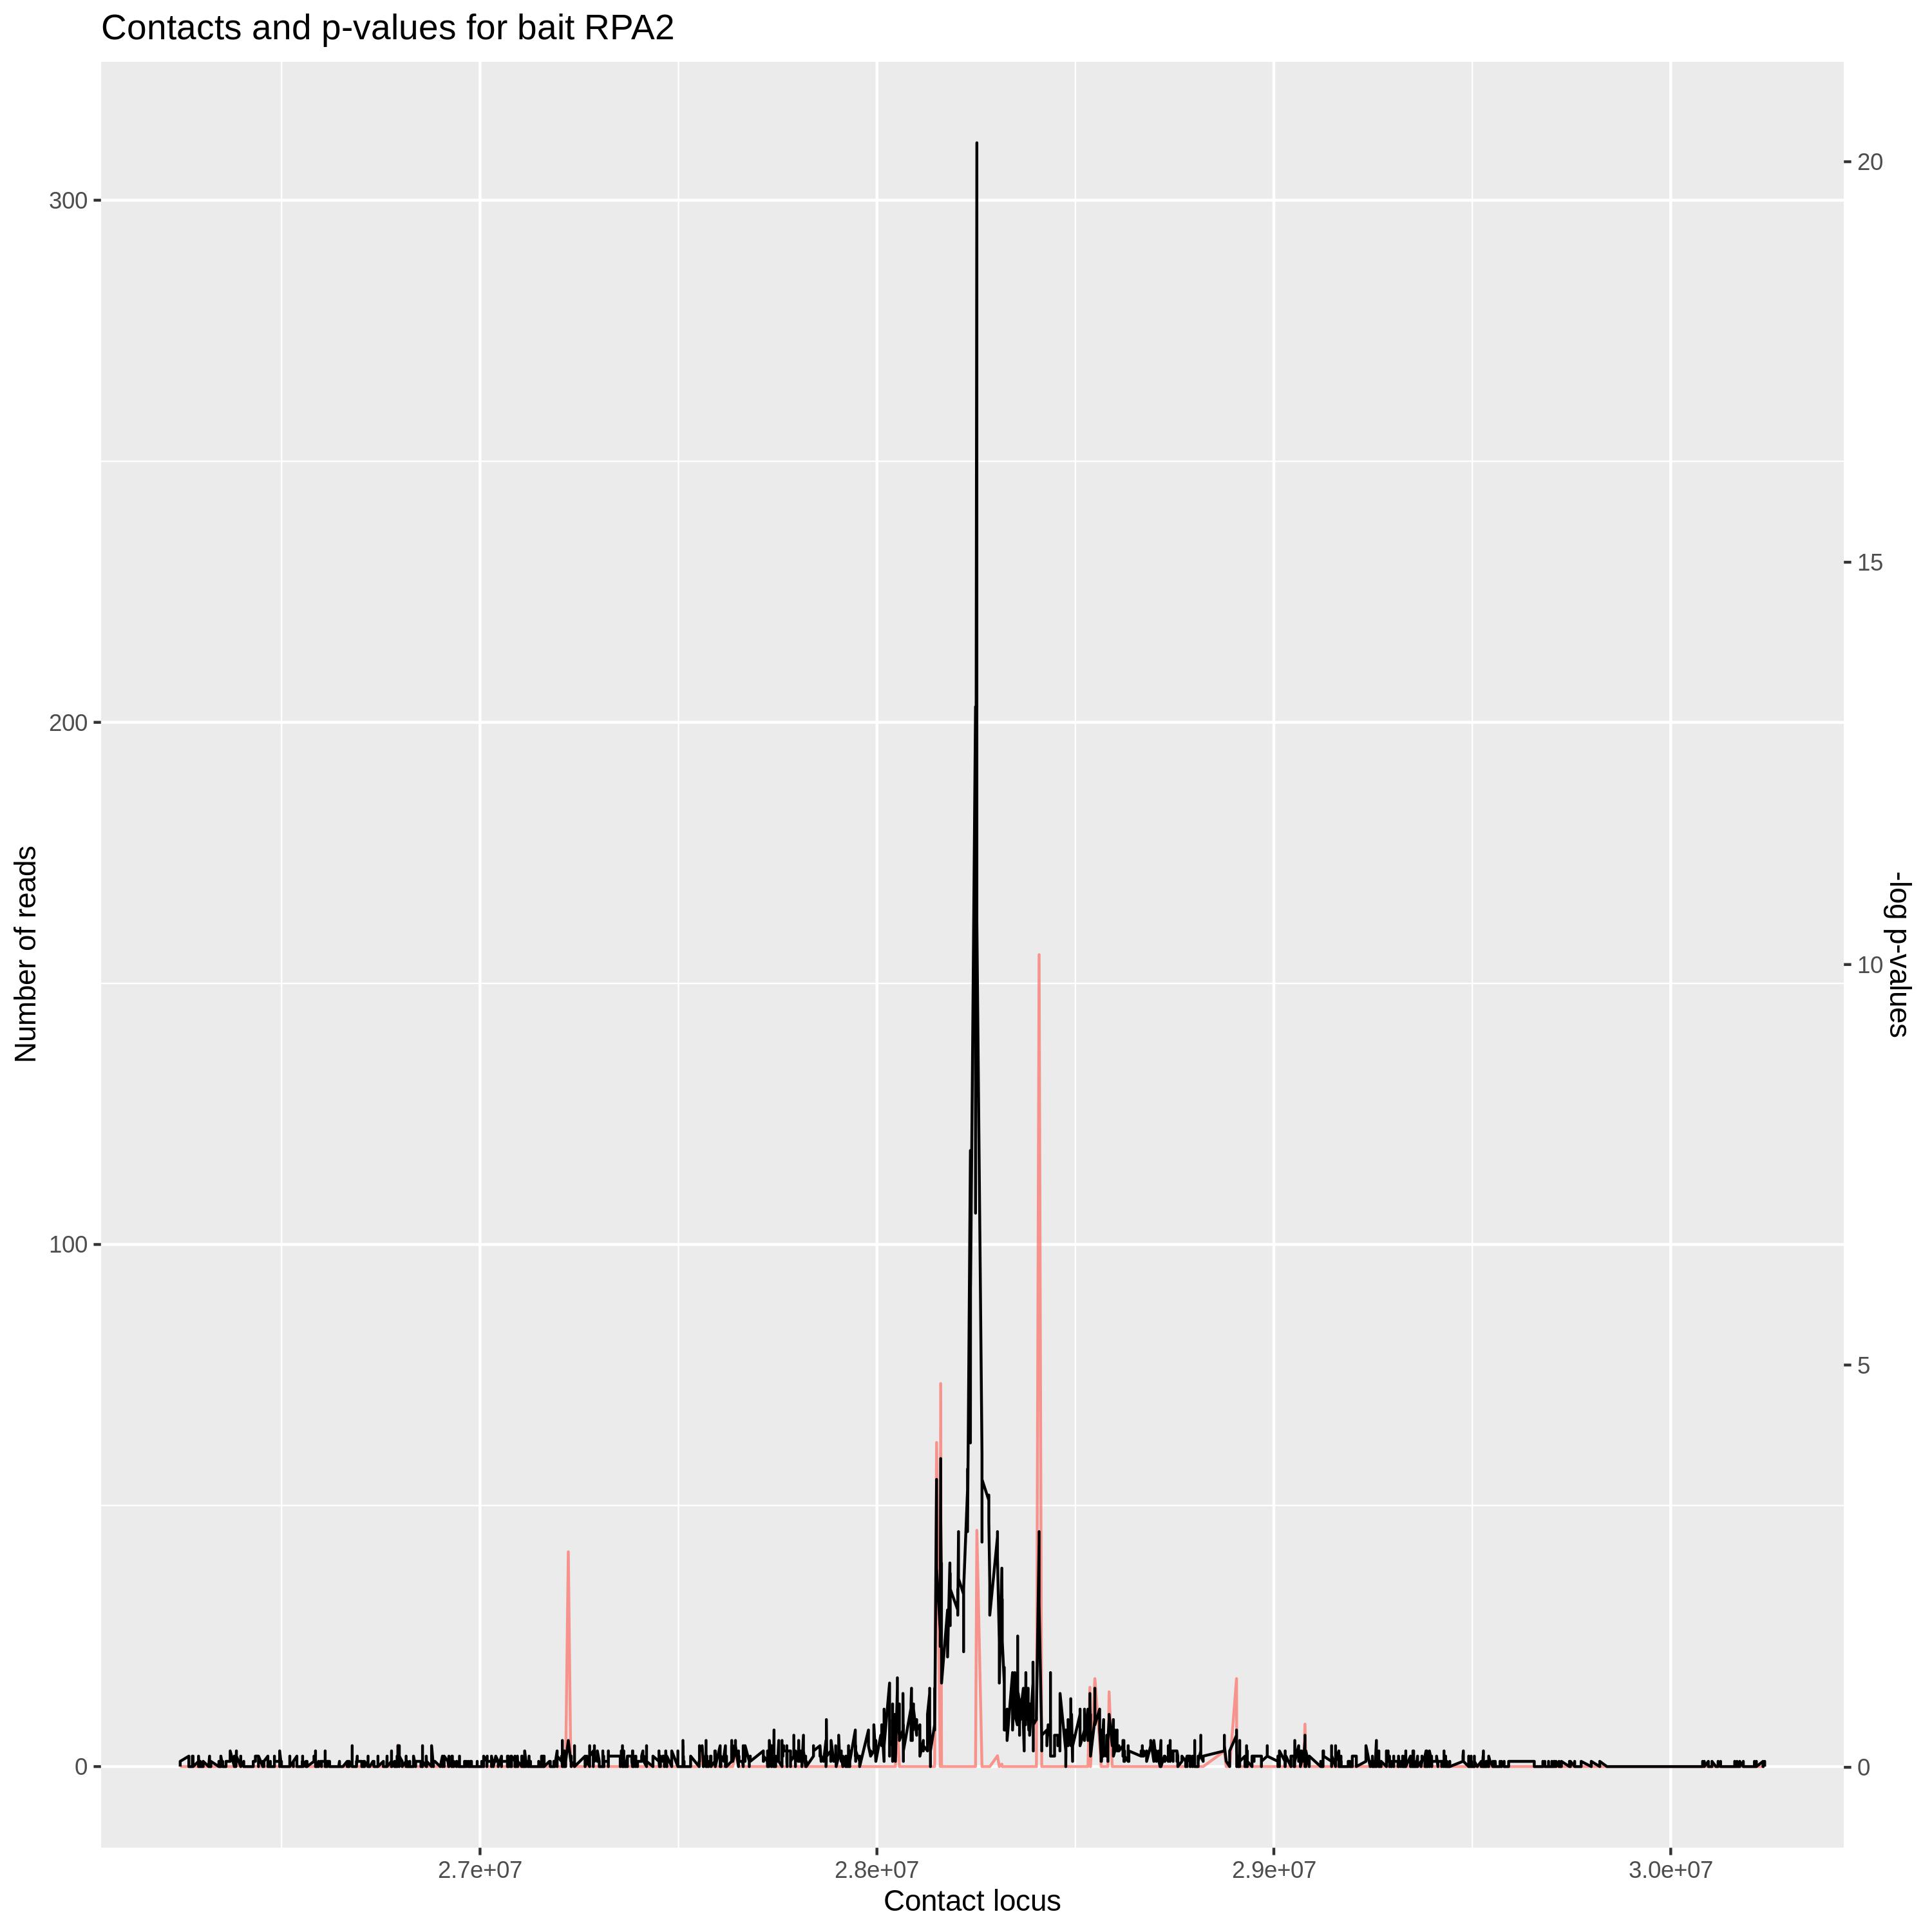 Contacts and p-values for bait RPA2
300
200
100
0
Number of reads
20
15
10
5
0
-log p-values
2.7e+07
2.8e+07
2.9e+07
3.0e+07
Contact locus